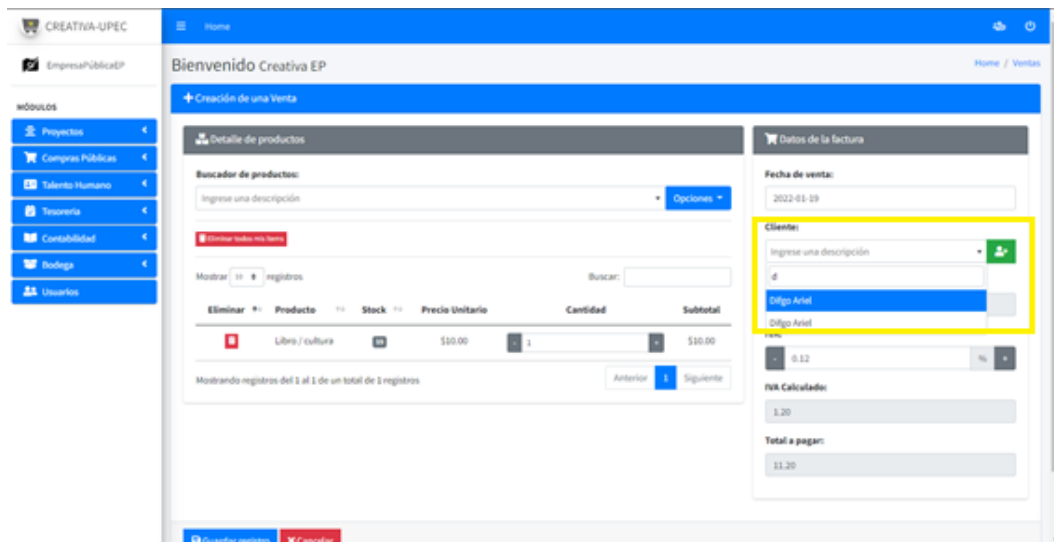 CREATIVA-UPEC
Home
EmpresaPúblicaEP
Bienvenido Creativa EP
Home / Ventas
MÓDULOS
Proyectos
Compras Públicas
Talento Humano
Tesoreria
Contabilidad
Bodega
Usuarios
Creación de una Venta
Detalle de productos
Buscador de productos:
Ingrese una descripción
Opciones
Eliminar todos mis items
Mostrar 10 registros
Buscar:
Eliminar Producto Stock Precio Unitario Cantidad Subtotal
Libro / cultura $10.00 - 1 + $10.00
Mostrando registros del 1 al 1 de un total de 1 registros
Anterior 1 Siguiente
Datos de la factura
Fecha de venta:
2022-01-19
Cliente:
Ingrese una descripción
d
Difgo Ariel
Difgo Ariel
IVA:
- 0.12 % +
IVA Calculado:
1.20
Total a pagar:
11.20
Guardar registro
Cancelar